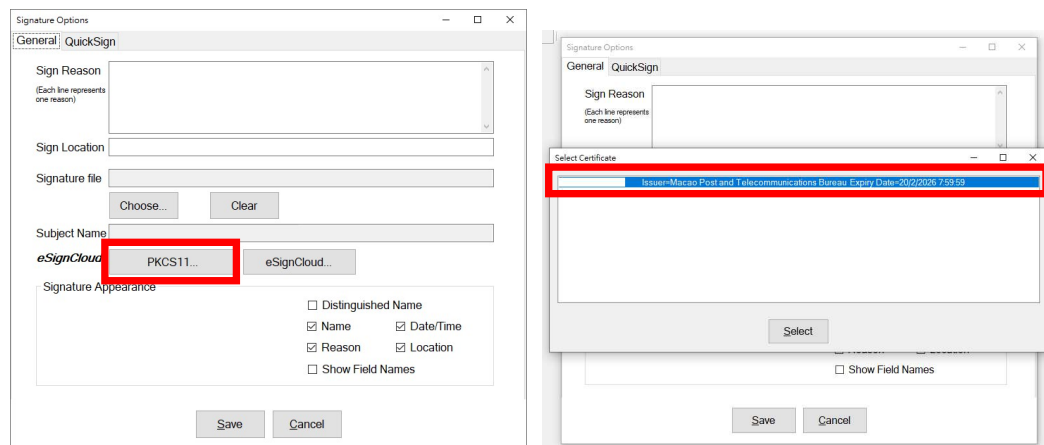 Signature Options
General QuickSign
Sign Reason
(Each line represents
one reason)
Sign Location
Signature file
Choose... Clear
Subject Name
eSignCloud PKCS11... eSignCloud...
Signature Appearance
Distinguished Name
Name Date/Time
Reason Location
Show Field Names
Save Cancel
Signature Options
General QuickSign
Sign Reason
(Each line represents
one reason)
Select Certificate
Issuer=Macao Post and Telecommunications Bureau Expiry Date=20/2/2026 7:59:59
Select
Reason Location
Show Field Names
Save Cancel